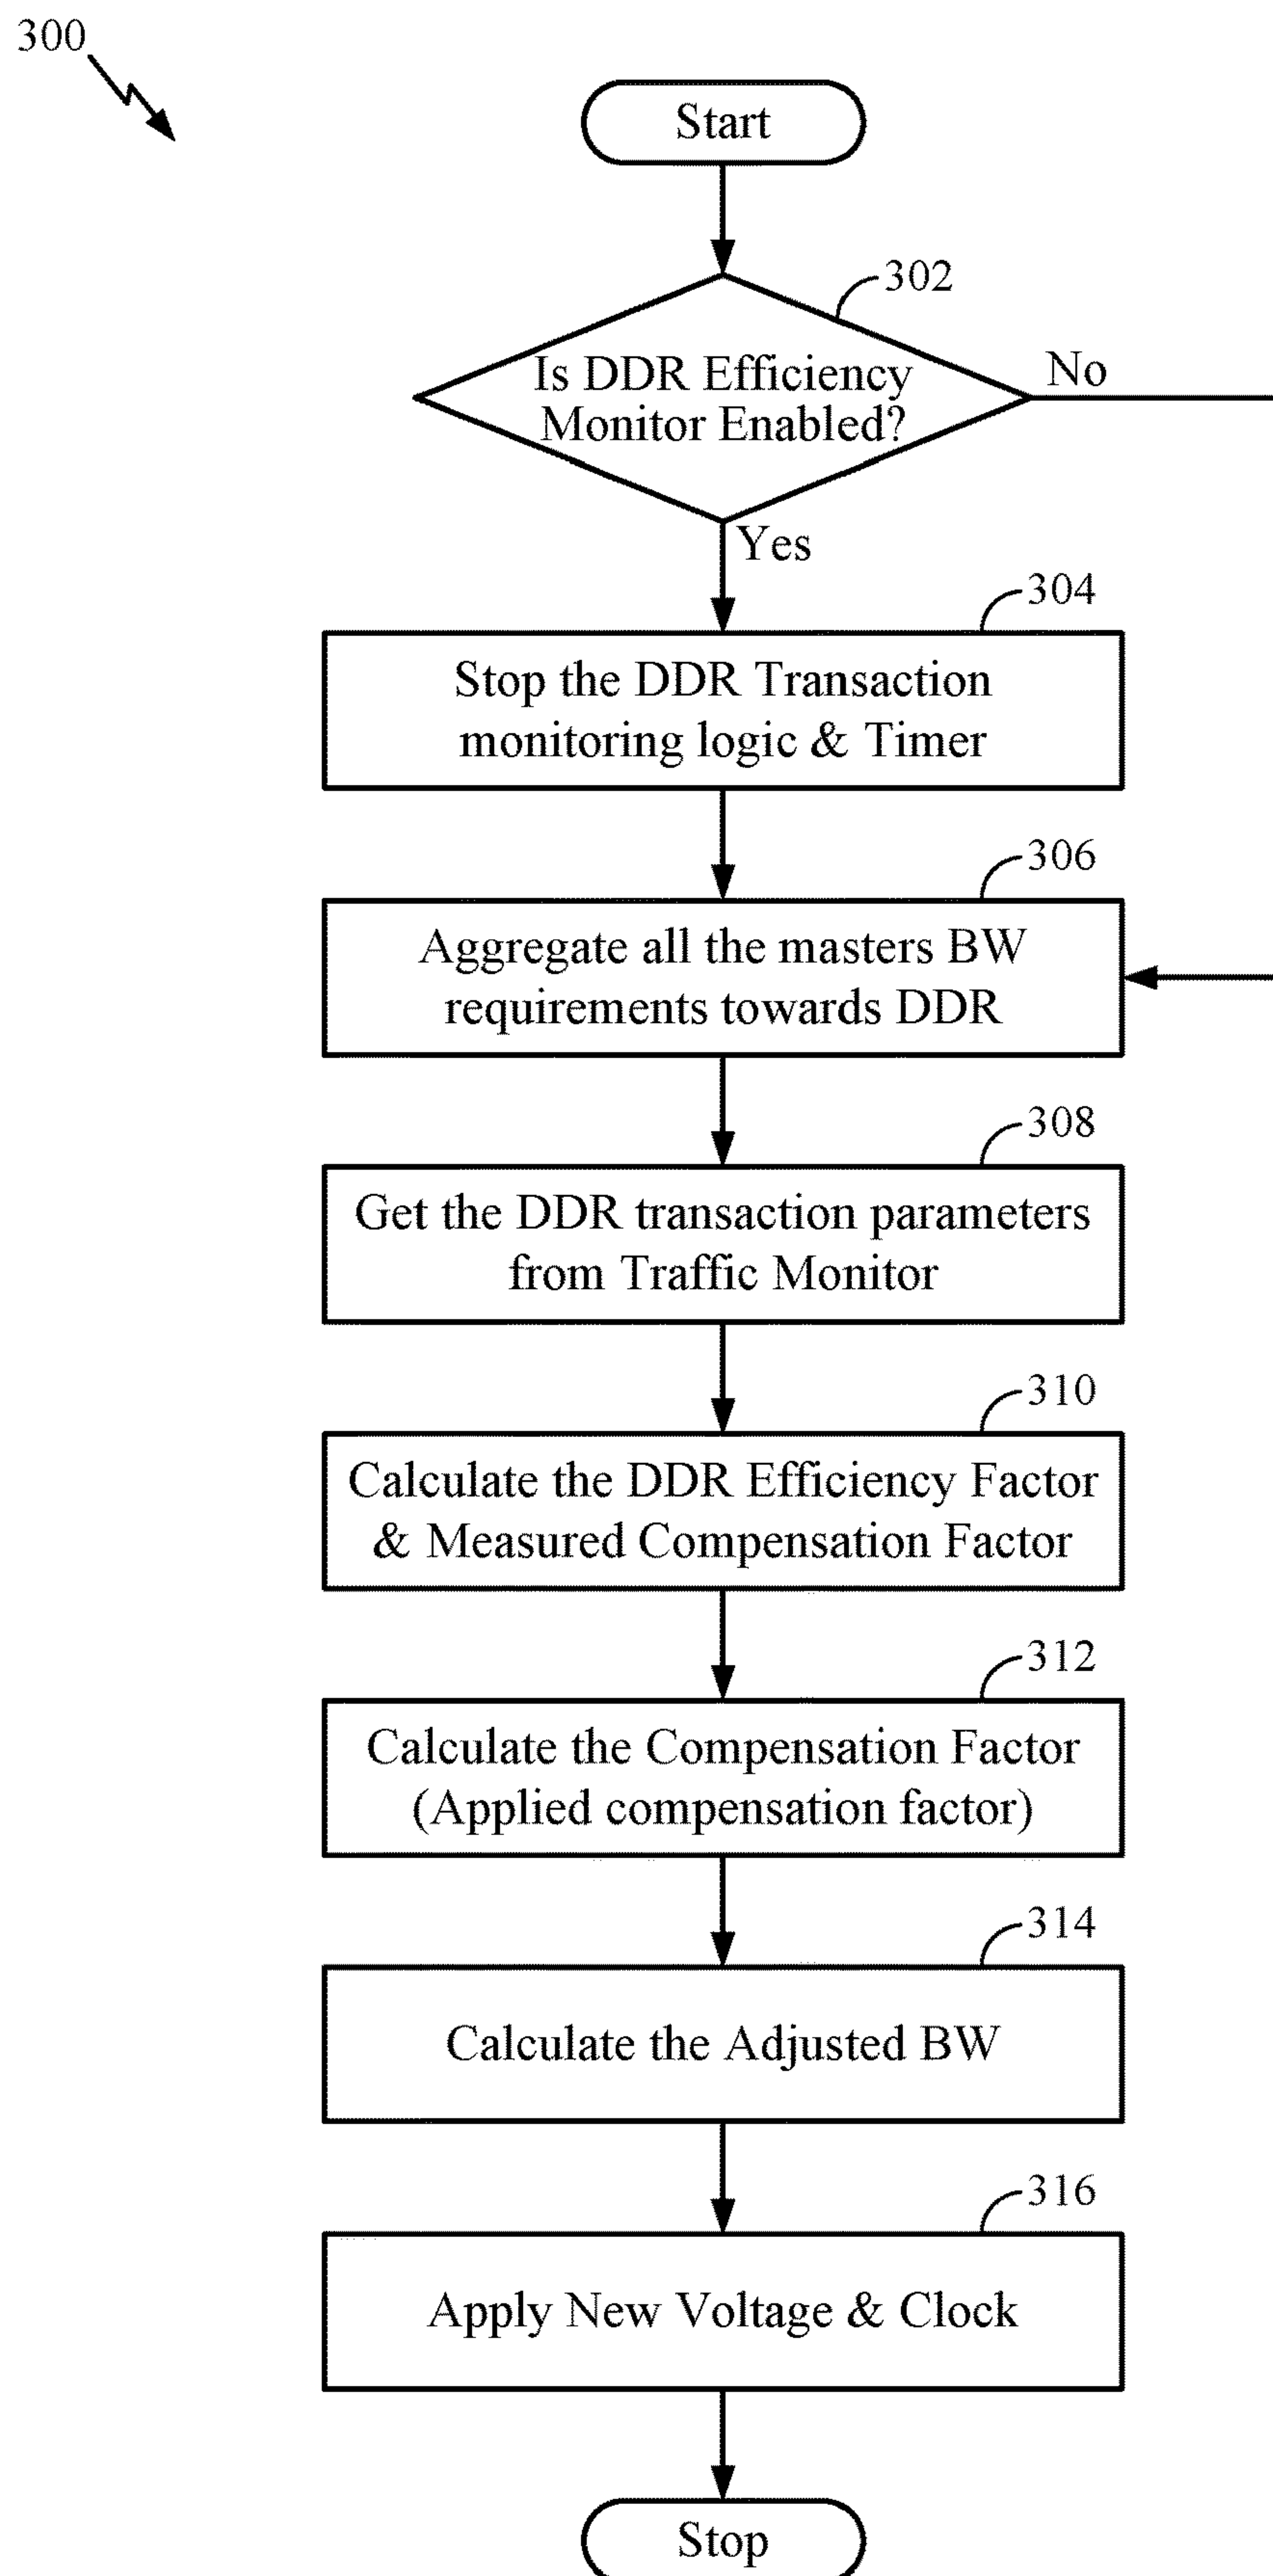 300
Start
302
Is DDR Efficiency
Monitor Enabled?
No
Yes
304
Stop the DDR Transaction
monitoring logic & Timer
306
Aggregate all the masters BW
requirements towards DDR
308
Get the DDR transaction parameters
from Traffic Monitor
310
Calculate the DDR Efficiency Factor
& Measured Compensation Factor
312
Calculate the Compensation Factor
(Applied compensation factor)
314
Calculate the Adjusted BW
316
Apply New Voltage & Clock
Stop